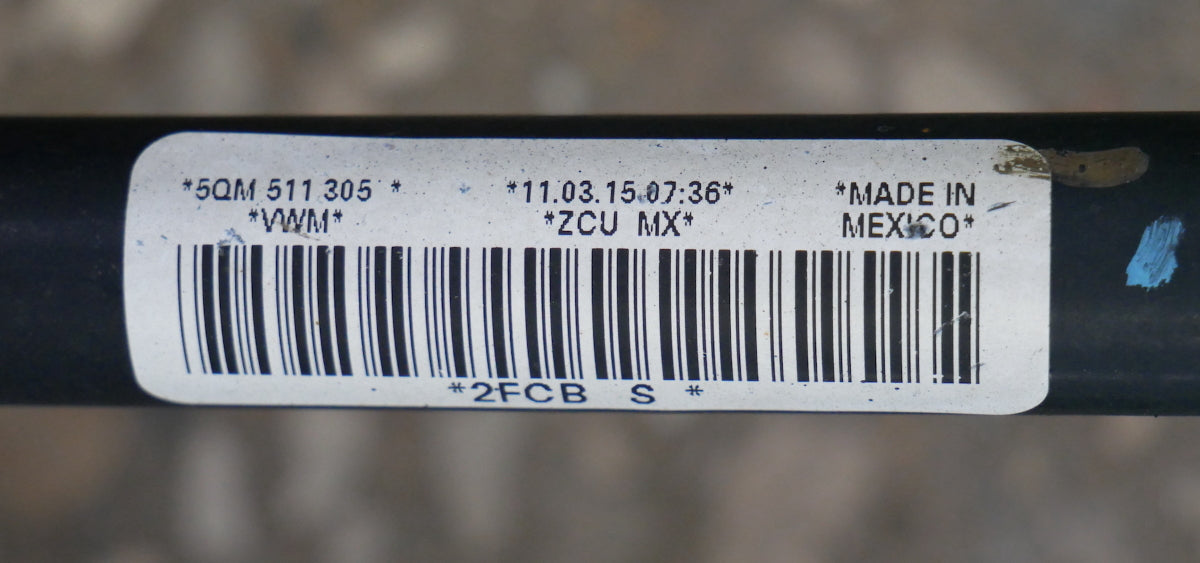 *5QM 511 305 * *11.03.15 07:36* *MADE IN
*VWM* *ZCU MX* MEXICO*
*2FCB S *